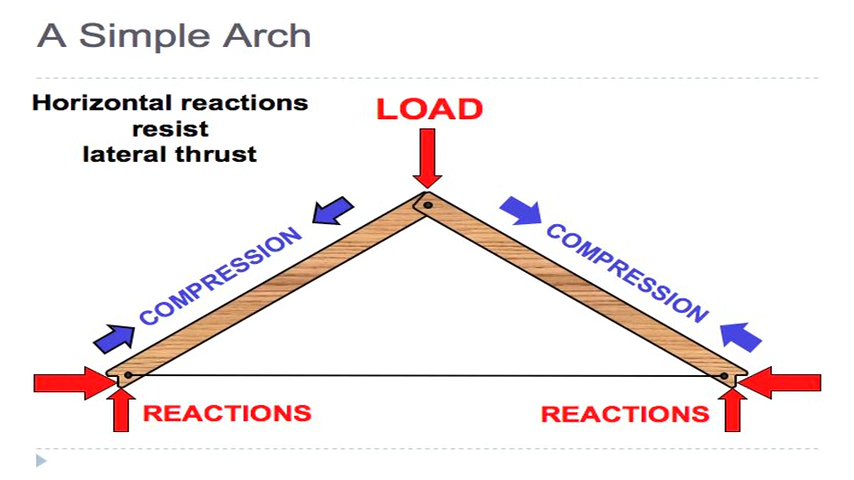 A Simple Arch
Horizontal reactions
resist
lateral thrust
LOAD
COMPRESSION
COMPRESSION
REACTIONS
REACTIONS